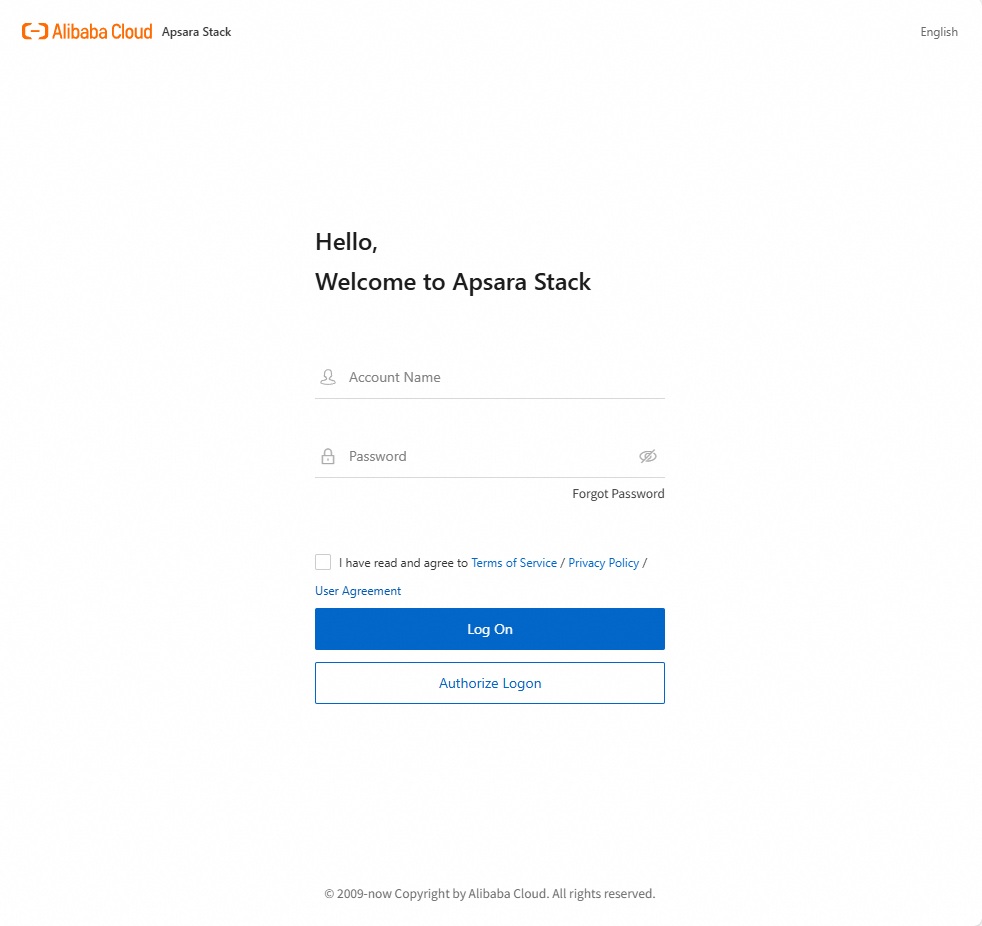 Alibaba Cloud Apsara Stack English
Hello,
Welcome to Apsara Stack
Account Name
Password
Forgot Password
I have read and agree to Terms of Service / Privacy Policy /
User Agreement
Log On
Authorize Logon
© 2009-now Copyright by Alibaba Cloud. All rights reserved.